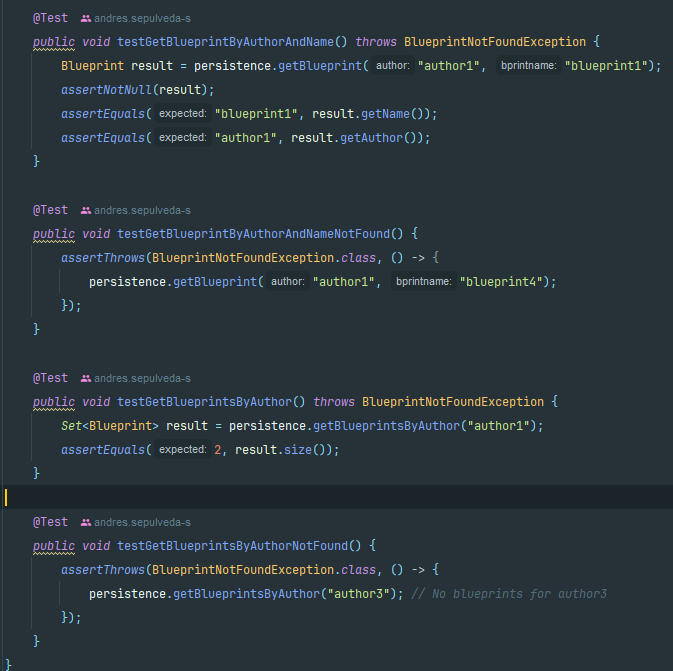 @Test andres.sepulveda-s
public void testGetBlueprintByAuthorAndName() throws BlueprintNotFoundException {
Blueprint result = persistence.getBlueprint( author: "author1", bprintname: "blueprint1");
assertNotNull(result);
assertEquals( expected: "blueprint1", result.getName());
assertEquals( expected: "author1", result.getAuthor());
}
@Test andres.sepulveda-s
public void testGetBlueprintByAuthorAndNameNotFound() {
assertThrows(BlueprintNotFoundException.class, () -> {
persistence.getBlueprint( author: "author1", bprintname: "blueprint4");
});
}
@Test andres.sepulveda-s
public void testGetBlueprintsByAuthor() throws BlueprintNotFoundException {
Set<Blueprint> result = persistence.getBlueprintsByAuthor("author1");
assertEquals( expected: 2, result.size());
}
@Test andres.sepulveda-s
public void testGetBlueprintsByAuthorNotFound() {
assertThrows(BlueprintNotFoundException.class, () -> {
persistence.getBlueprintsByAuthor("author3"); // No blueprints for author3
});
}
}